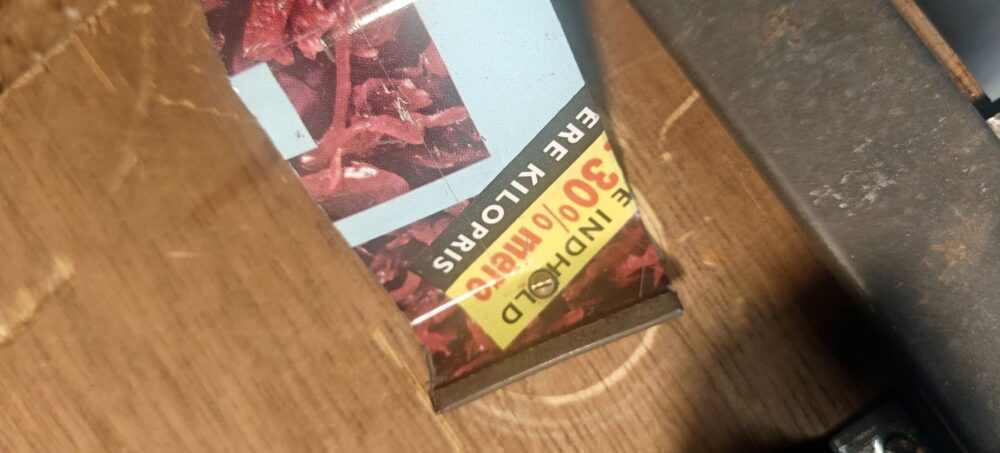 ERE KILOPRIS
30% mere
E INDHOLD